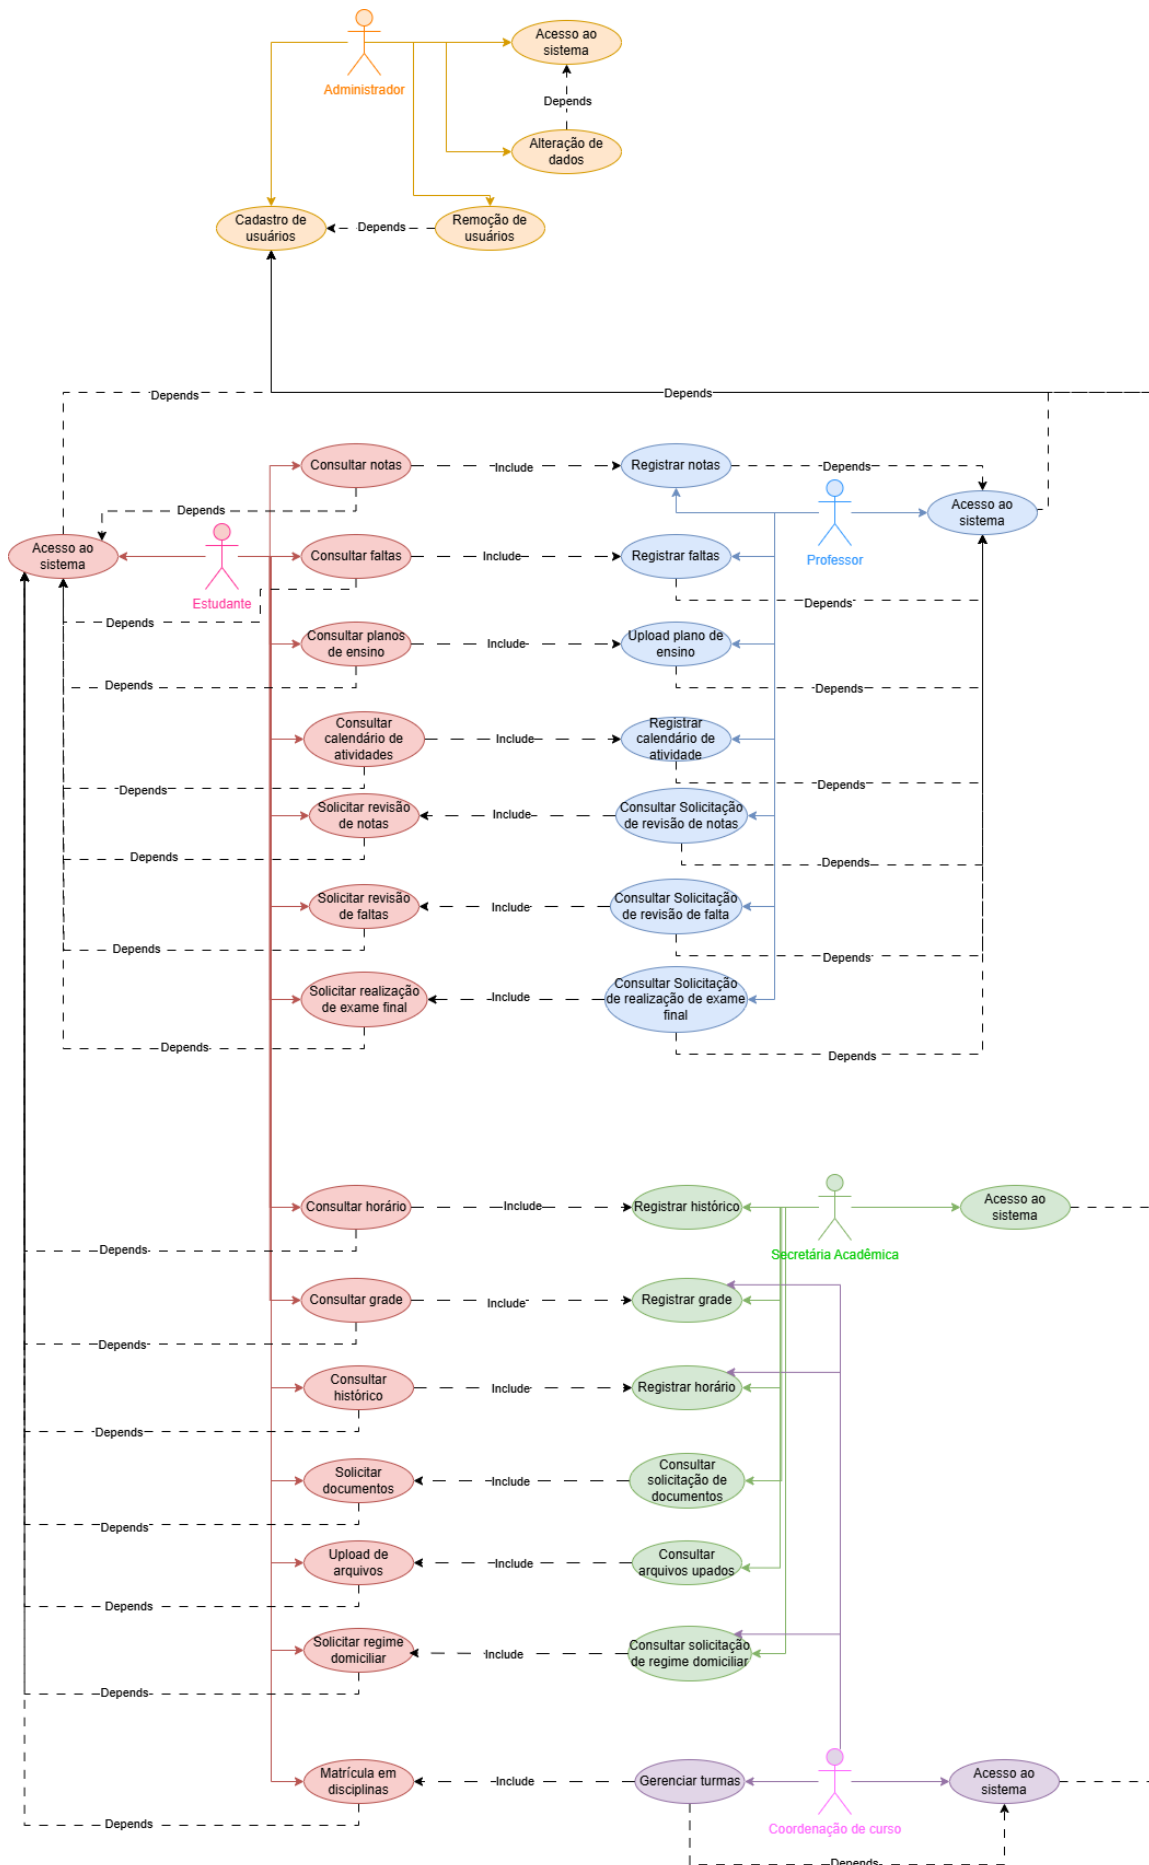 Acesso ao
sistema
Administrador
Depends
Alteração de
dados
Cadastro de
usuários
Depends
Remoção de
usuários
Depends
Depends
Consultar notas
Include
Registrar notas
Depends
Depends
Acesso ao
sistema
Acesso ao
sistema
Estudante
Consultar faltas
Include
Registrar faltas
Professor
Depends
Depends
Consultar planos
de ensino
Include
Upload plano de
ensino
Depends
Depends
Consultar
calendário de
atividades
Include
Registrar
calendário de
atividade
Depends
Depends
Solicitar revisão
de notas
Include
Consultar Solicitação
de revisão de notas
Depends
Depends
Solicitar revisão
de faltas
Include
Consultar Solicitação
de revisão de falta
Depends
Depends
Solicitar realização
de exame final
Include
Consultar Solicitação
de realização de exame
final
Depends
Depends
Consultar horário
Include
Registrar histórico
Secretária Acadêmica
Acesso ao
sistema
Depends
Consultar grade
Include
Registrar grade
Depends
Consultar
histórico
Include
Registrar horário
Depends
Solicitar
documentos
Include
Consultar
solicitação de
documentos
Depends
Upload de
arquivos
Include
Consultar
arquivos upados
Depends
Solicitar regime
domiciliar
Include
Consultar solicitação
de regime domiciliar
Depends
Matrícula em
disciplinas
Include
Gerenciar turmas
Coordenação de curso
Acesso ao
sistema
Depends
Depends